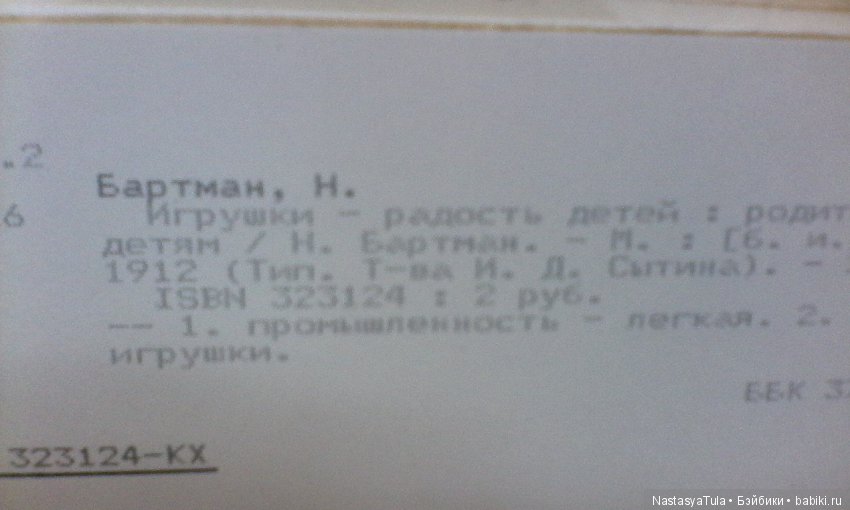 .2
Бартман, Н.
6 Игрушки - радость детей : родит
детям / Н. Бартман. - М. : [б. и.
1912 (Тип. Т-ва И. Д. Сытина). -
ISBN 323124 : 2 руб.
-- 1. промышленность - легкая. 2.
игрушки.
ББК 3
323124-КХ
NastasyaTula • Бэйбики • babiki.ru